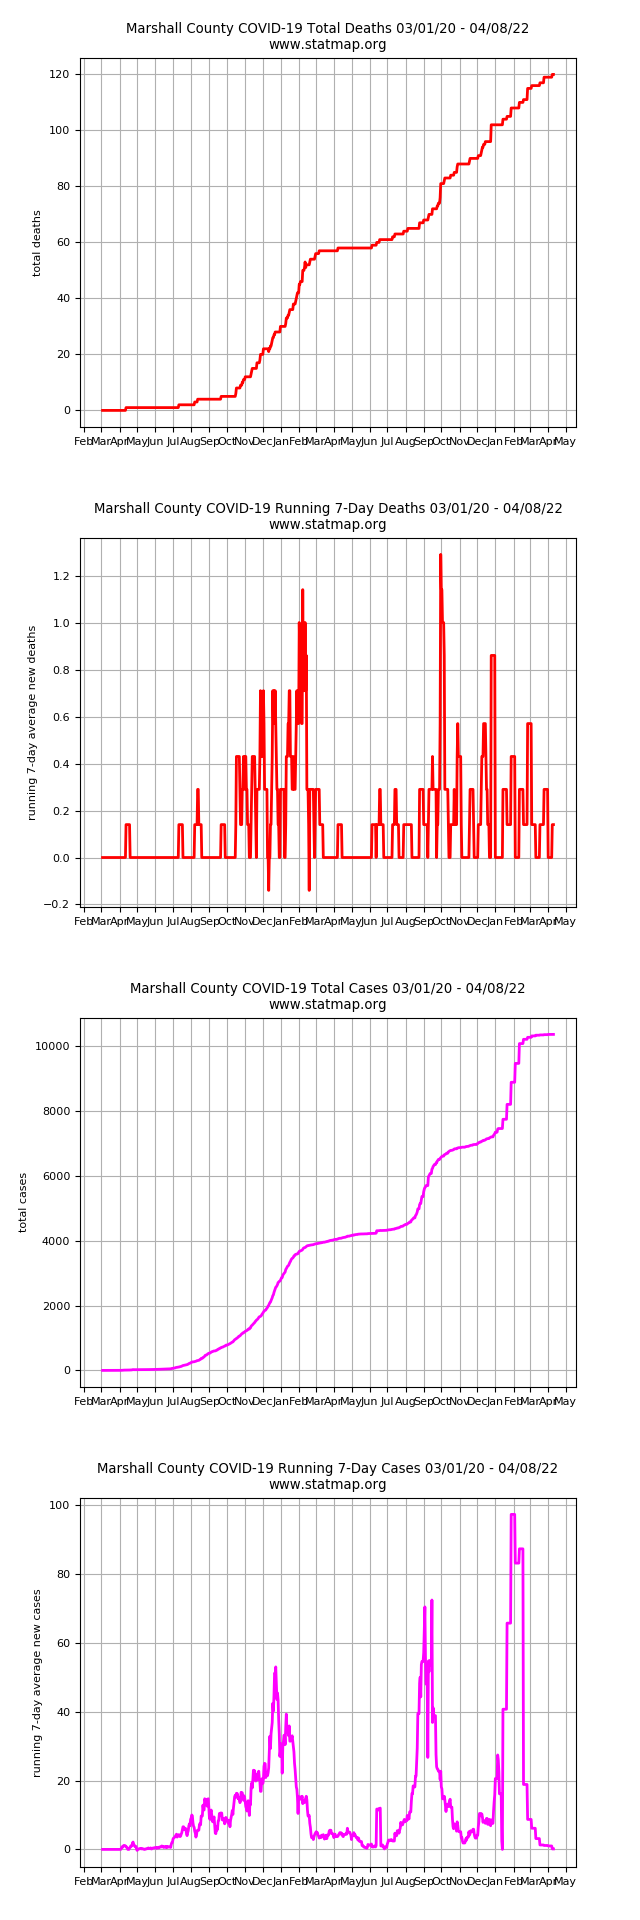 Marshall County COVID-19 Total Deaths 03/01/20 - 04/08/22
www.statmap.org
120
100
80
60
40
20
0
total deaths
Feb Mar Apr May Jun Jul Aug Sep Oct Nov Dec Jan Feb Mar Apr May Jun Jul Aug Sep Oct Nov Dec Jan Feb Mar Apr May
Marshall County COVID-19 Running 7-Day Deaths 03/01/20 - 04/08/22
www.statmap.org
1.2
1.0
0.8
0.6
0.4
0.2
0.0
−0.2
running 7-day average new deaths
Feb Mar Apr May Jun Jul Aug Sep Oct Nov Dec Jan Feb Mar Apr May Jun Jul Aug Sep Oct Nov Dec Jan Feb Mar Apr May
Marshall County COVID-19 Total Cases 03/01/20 - 04/08/22
www.statmap.org
10000
8000
6000
4000
2000
0
total cases
Feb Mar Apr May Jun Jul Aug Sep Oct Nov Dec Jan Feb Mar Apr May Jun Jul Aug Sep Oct Nov Dec Jan Feb Mar Apr May
Marshall County COVID-19 Running 7-Day Cases 03/01/20 - 04/08/22
www.statmap.org
100
80
60
40
20
0
running 7-day average new cases
Feb Mar Apr May Jun Jul Aug Sep Oct Nov Dec Jan Feb Mar Apr May Jun Jul Aug Sep Oct Nov Dec Jan Feb Mar Apr May